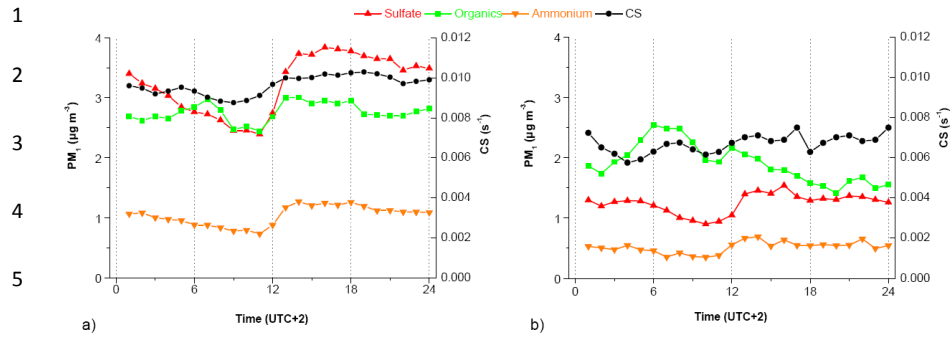 1
Sulfate Organics Ammonium CS
4 0.012 4 0.012
0.010 0.010
2
3 3
0.008 0.008
3
PM1 (µg m-3) CS (s-1) PM1 (µg m-3) CS (s-1)
2 0.006 2 0.006
0.004 0.004
4
1 1
0.002 0.002
5
0 0.000 0 0.000
0 6 12 18 24 0 6 12 18 24
a) Time (UTC+2) b) Time (UTC+2)